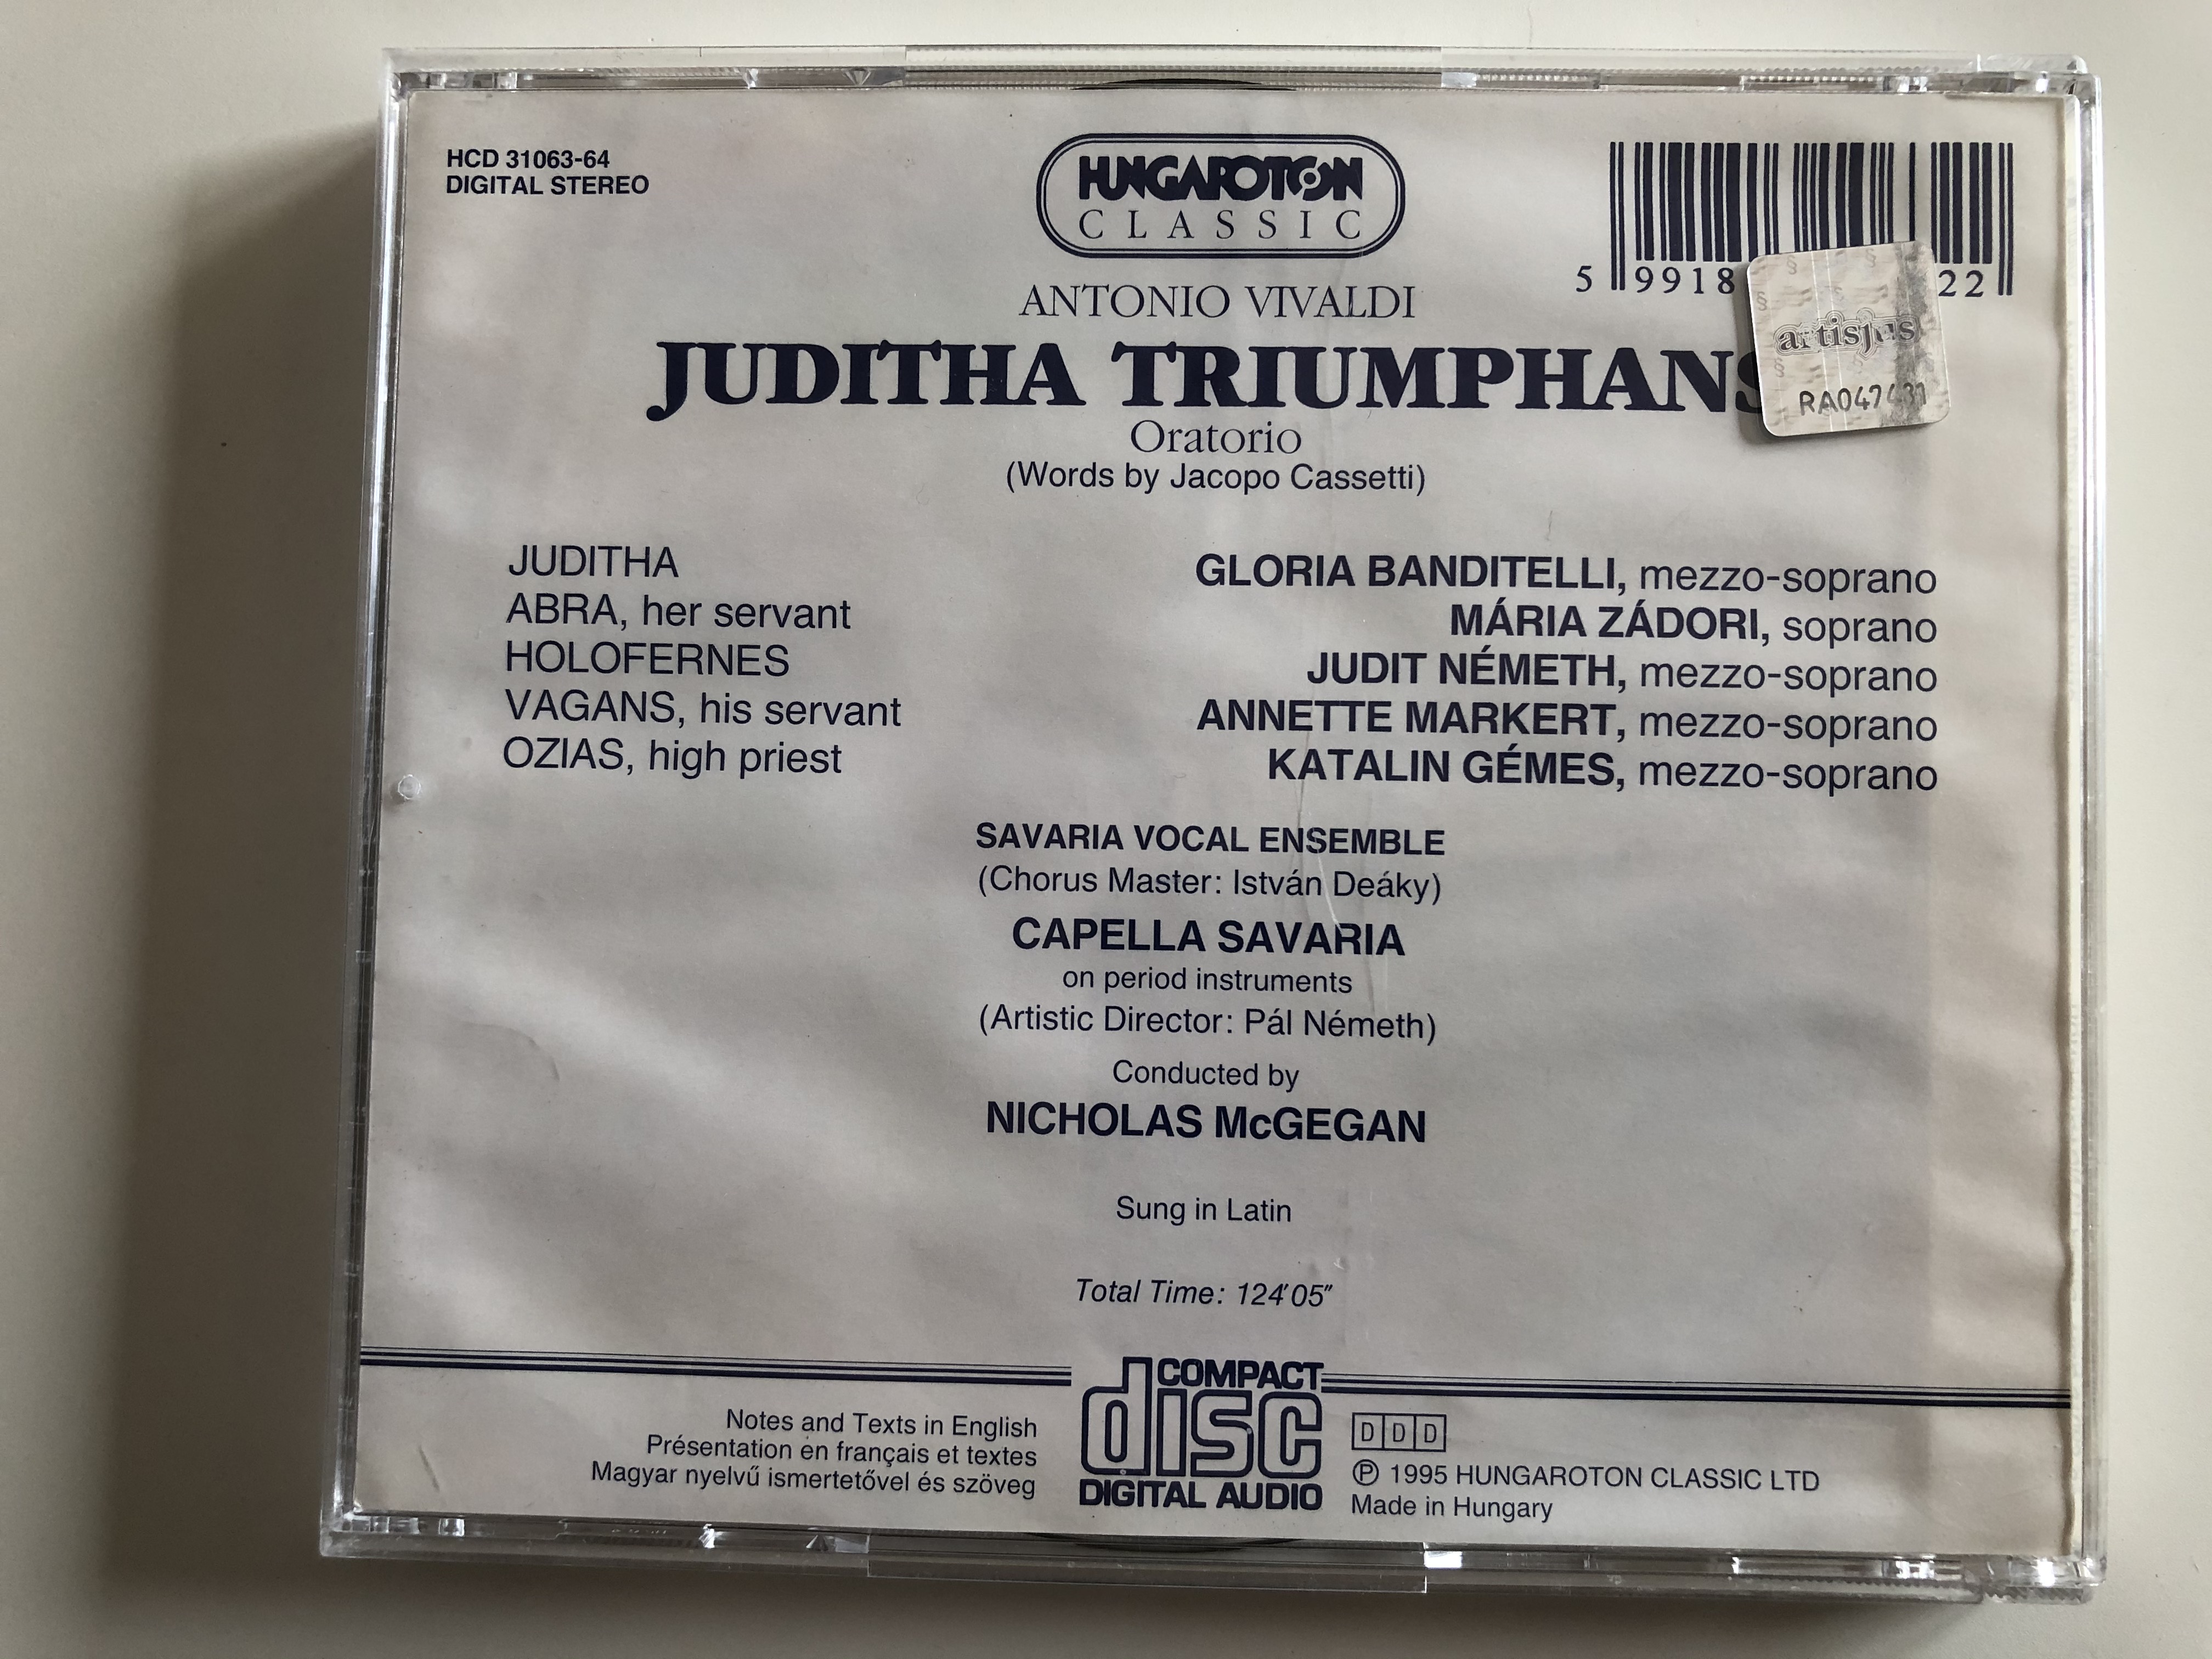 HCD 31063-64
DIGITAL STEREO
HUNGAROTON
CLASSIC
5 9918 22
artisjus
ANTONIO VIVALDI
JUDITHA TRIUMPHANS
Oratorio
(Words by Jacopo Cassetti)
JUDITHA GLORIA BANDITELLI, mezzo-soprano
ABRA, her servant MÁRIA ZÁDORI, soprano
HOLOFERNES JUDIT NÉMETH, mezzo-soprano
VAGANS, his servant ANNETTE MARKERT, mezzo-soprano
OZIAS, high priest KATALIN GÉMES, mezzo-soprano
SAVARIA VOCAL ENSEMBLE
(Chorus Master: István Deáky)
CAPELLA SAVARIA
on period instruments
(Artistic Director: Pál Németh)
Conducted by
NICHOLAS McGEGAN
Sung in Latin
Total Time: 124′05″
Notes and Texts in English
Présentation en français et textes
Magyar nyelvű ismertetővel és szöveg
COMPACT
disc
DIGITAL AUDIO
DDD
℗ 1995 HUNGAROTON CLASSIC LTD
Made in Hungary